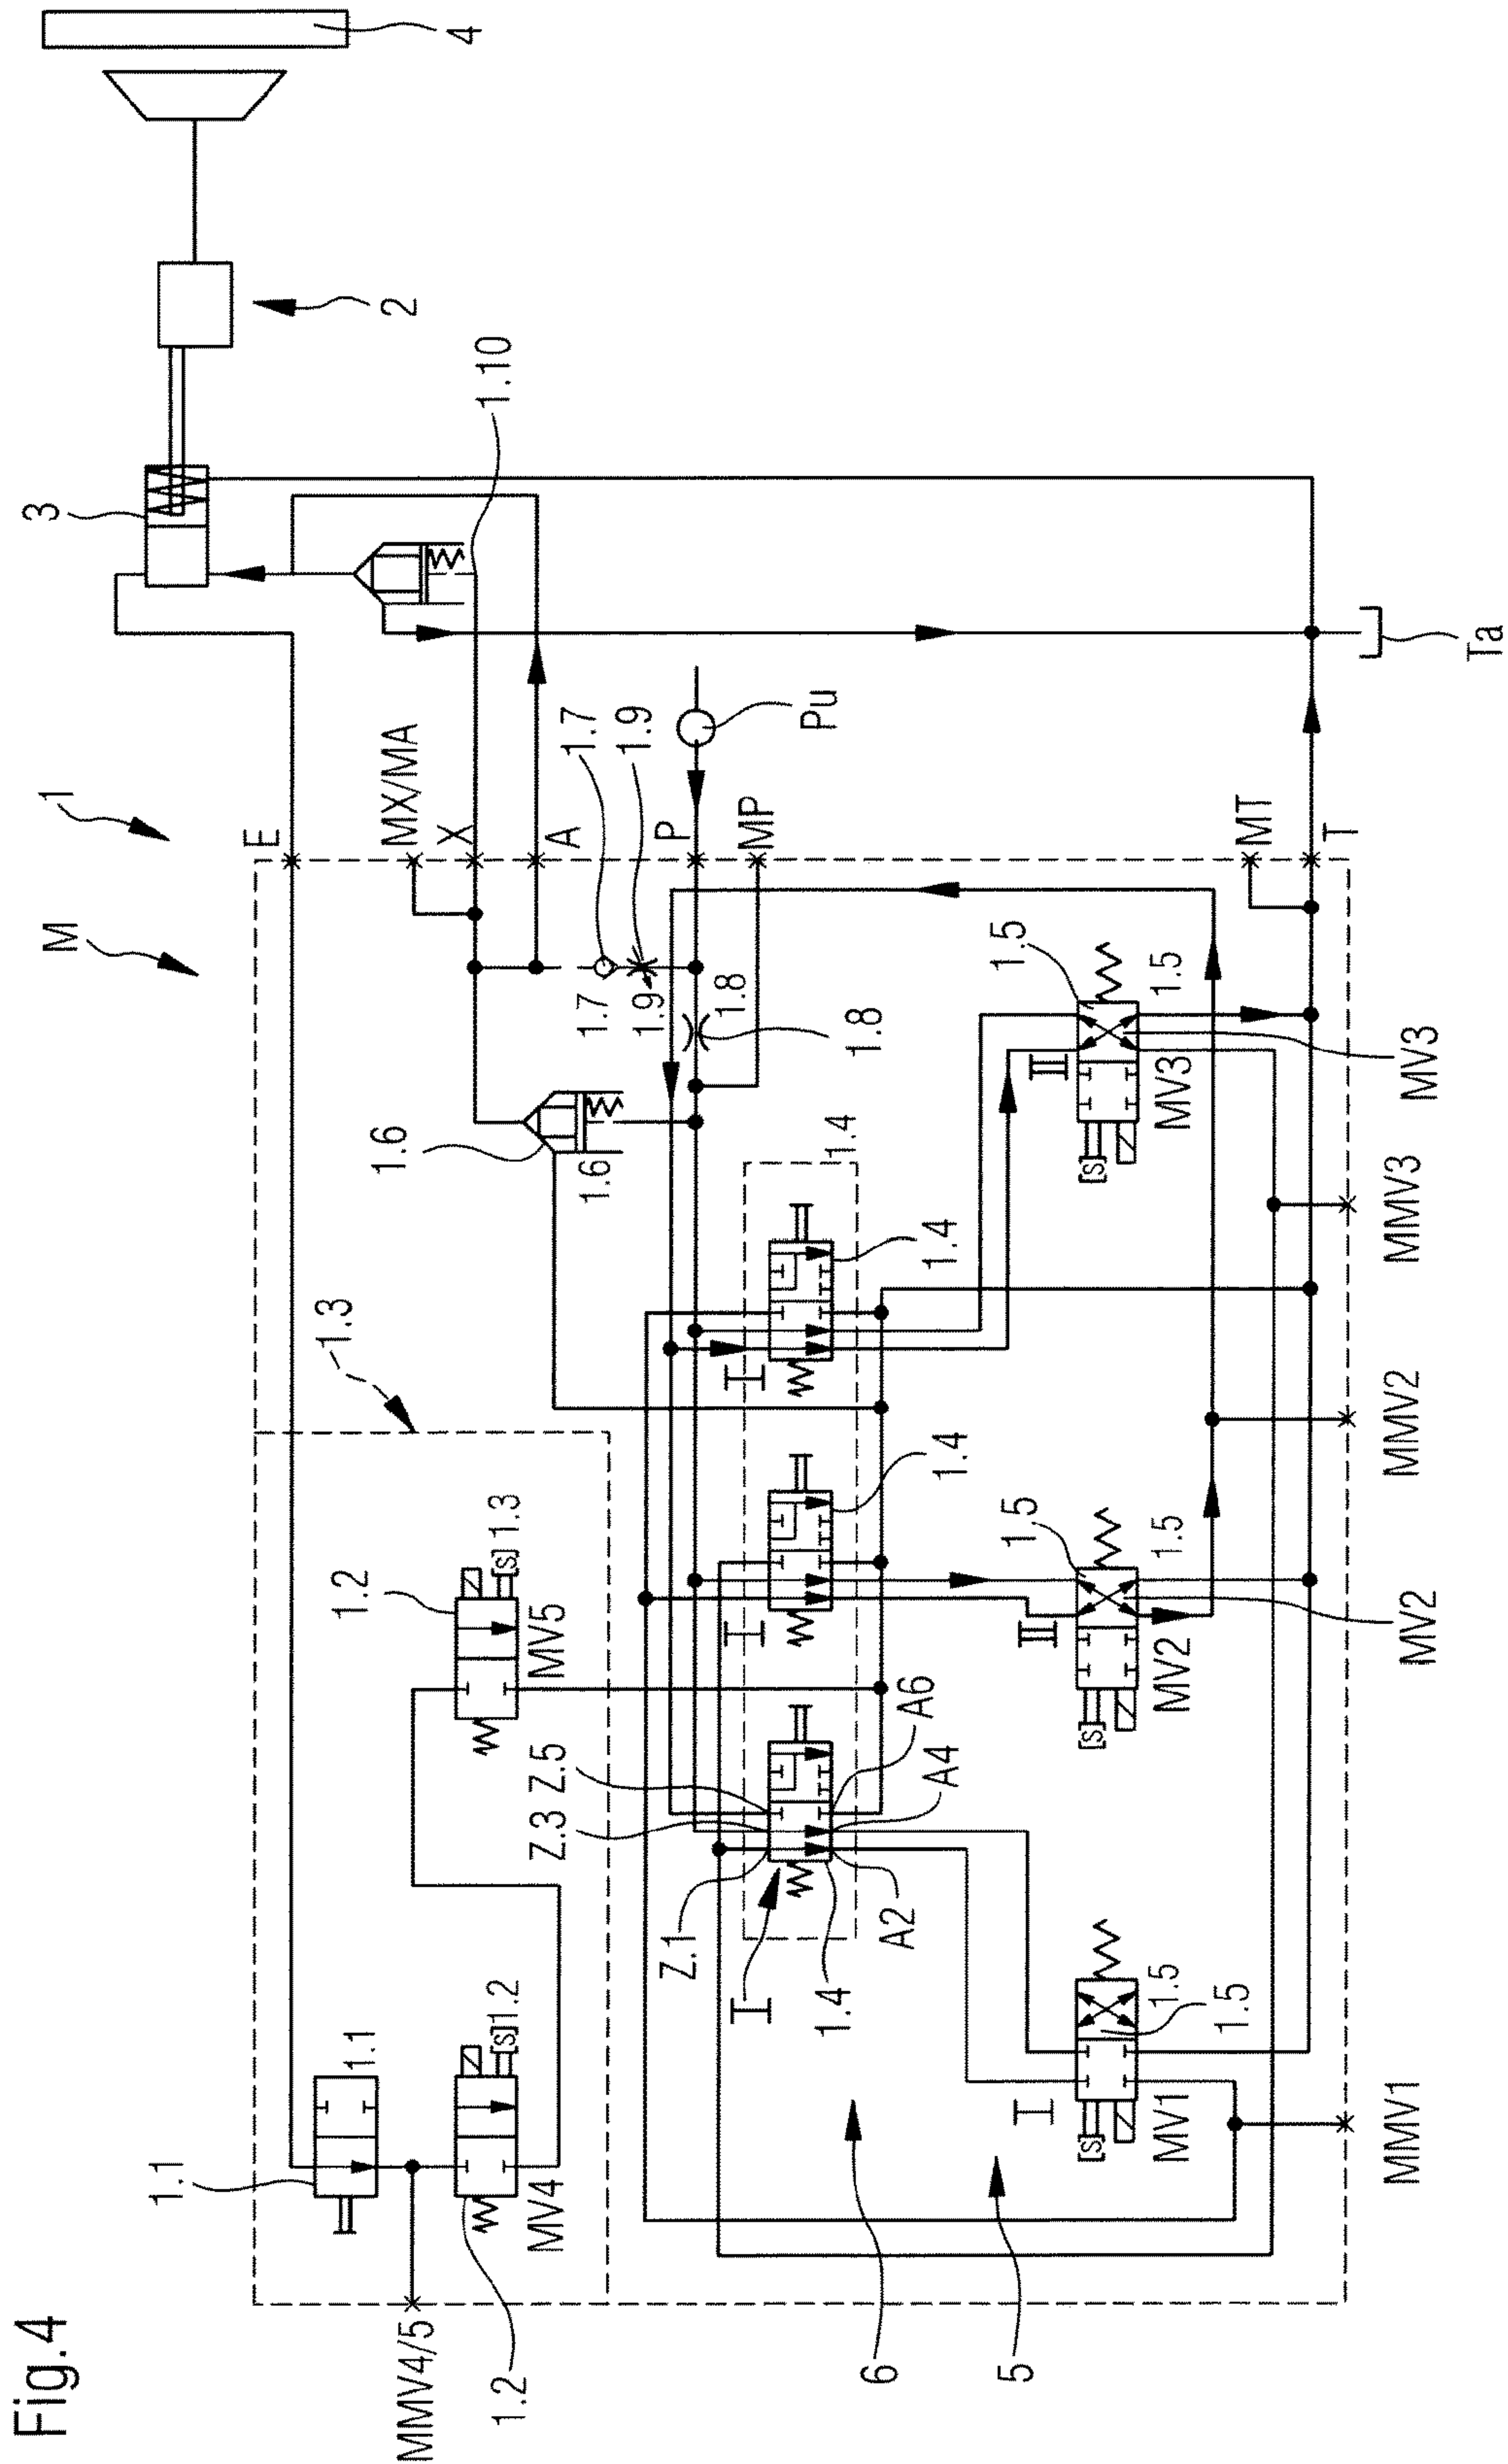 Fig.4
4
2
3
1.10
Ta
1
M
E
MX/MA
X
A
1.7
1.9
P
Pu
MP
MT
T
1.7
1.9
1.8
1.8
1.6
1.6
1.4
1.4
1.5
1.5
II
MV3
[S]
MV3
MMV3
I
1.3
1.4
I
1.5
1.5
II
MV2
[S]
MV2
MMV2
1.2
[S] 1.3
MV5
Z.5
Z.3
Z.1
A6
A4
A2
I
1.4
1.1
1.1
[S] 1.2
MV4
1.2
MMV4/5
1.5
1.5
I
MV1
[S]
MMV1
6
5